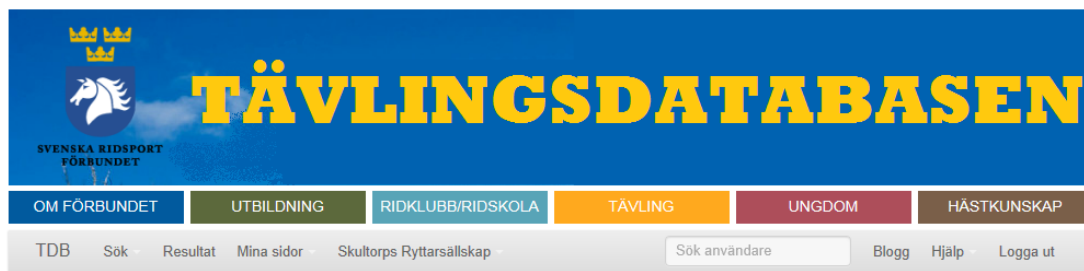 TÄVLINGSDATABASEN
SVENSKA RIDSPORT
FÖRBUNDET
OM FÖRBUNDET UTBILDNING RIDKLUBB/RIDSKOLA TÄVLING UNGDOM HÄSTKUNSKAP
TDB Sök Resultat Mina sidor Skultorps Ryttarsällskap Sök användare Blogg Hjälp Logga ut